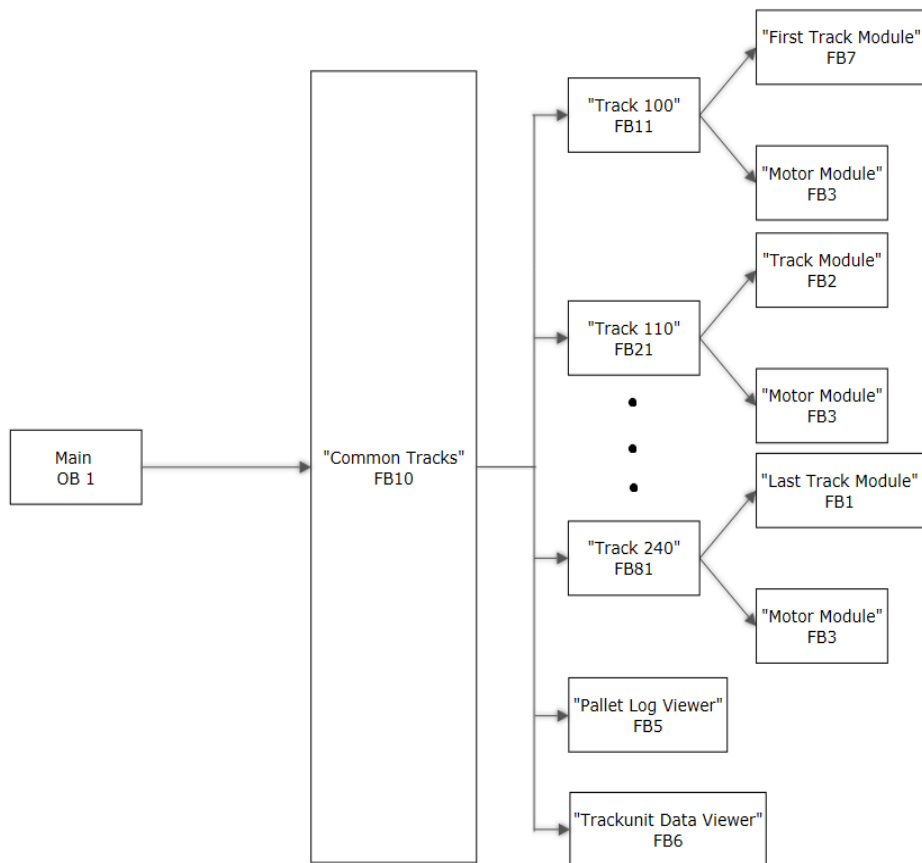 Main
OB 1
"Common Tracks"
FB10
"Track 100"
FB11
"First Track Module"
FB7
"Motor Module"
FB3
"Track 110"
FB21
"Track Module"
FB2
"Motor Module"
FB3
"Track 240"
FB81
"Last Track Module"
FB1
"Motor Module"
FB3
"Pallet Log Viewer"
FB5
"Trackunit Data Viewer"
FB6